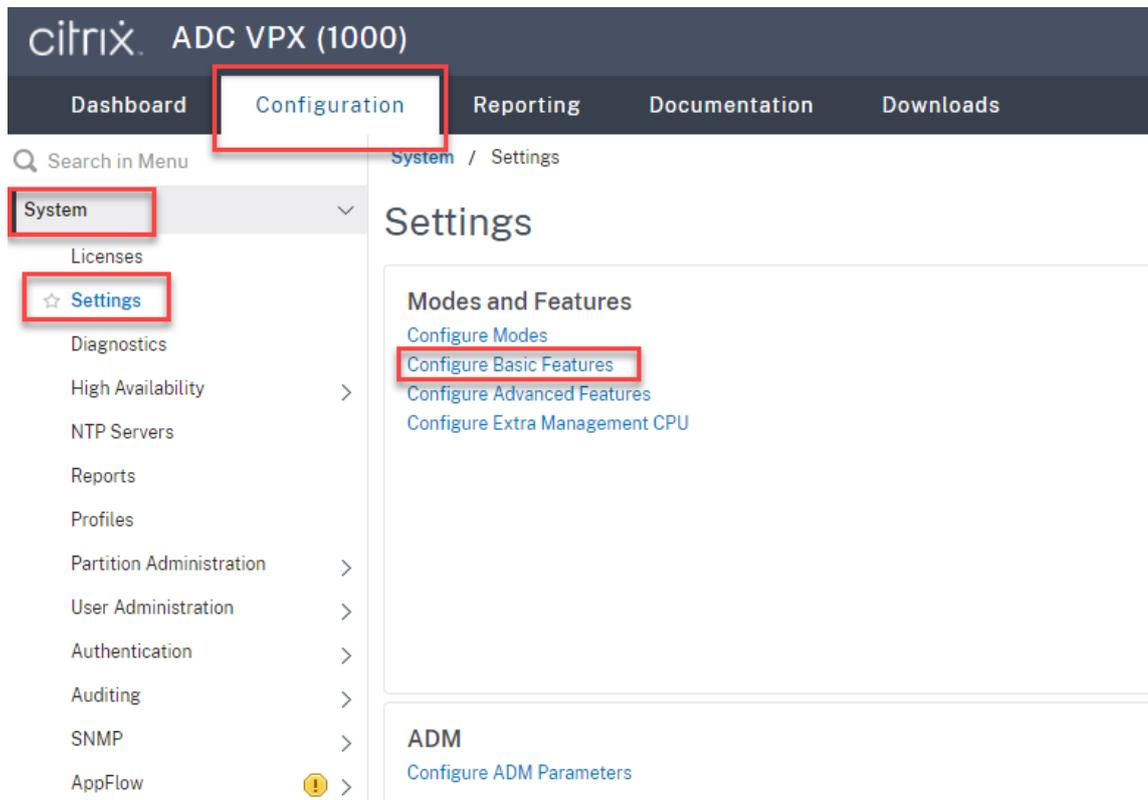 citrix. ADC VPX (1000)
Dashboard Configuration Reporting Documentation Downloads
Search in Menu
System
Licenses
Settings
Diagnostics
High Availability
NTP Servers
Reports
Profiles
Partition Administration
User Administration
Authentication
Auditing
SNMP
AppFlow
System / Settings
Settings
Modes and Features
Configure Modes
Configure Basic Features
Configure Advanced Features
Configure Extra Management CPU
ADM
Configure ADM Parameters